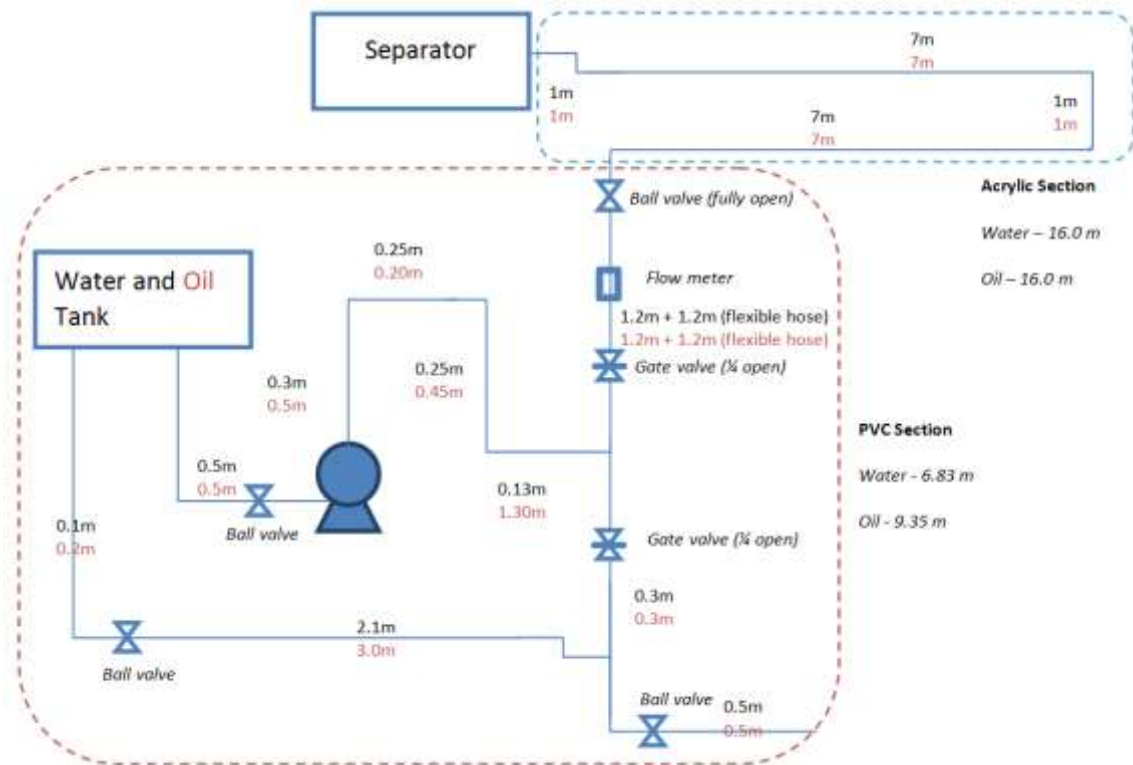 Separator
7m
7m
1m
1m
1m
1m
7m
7m
Ball valve (fully open)
Acrylic Section
Water – 16.0 m
Oil – 16.0 m
0.25m
0.20m
Water and Oil
Tank
Flow meter
1.2m + 1.2m (flexible hose)
1.2m + 1.2m (flexible hose)
Gate valve (¼ open)
0.3m
0.5m
0.25m
0.45m
PVC Section
Water - 6.83 m
Oil - 9.35 m
0.5m
0.5m
Ball valve
0.13m
1.30m
0.1m
0.2m
Gate valve (¼ open)
0.3m
0.3m
2.1m
3.0m
Ball valve
Ball valve
0.5m
0.5m